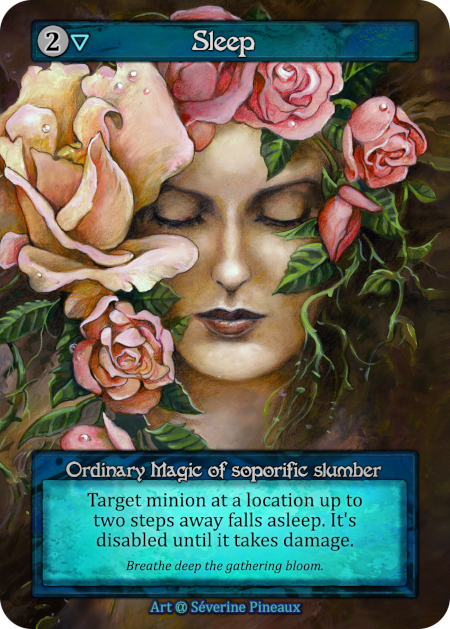 2 Sleep
Ordinary Magic of soporific slumber
Target minion at a location up to
two steps away falls asleep. It's
disabled until it takes damage.
Breathe deep the gathering bloom.
Art @ Séverine Pineaux